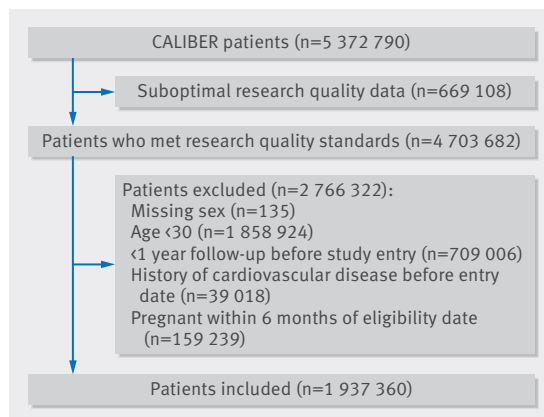 CALIBER patients (n=5 372 790)
Suboptimal research quality data (n=669 108)
Patients who met research quality standards (n=4 703 682)
Patients excluded (n=2 766 322):
Missing sex (n=135)
Age <30 (n=1 858 924)
<1 year follow-up before study entry (n=709 006)
History of cardiovascular disease before entry
date (n=39 018)
Pregnant within 6 months of eligibility date
(n=159 239)
Patients included (n=1 937 360)